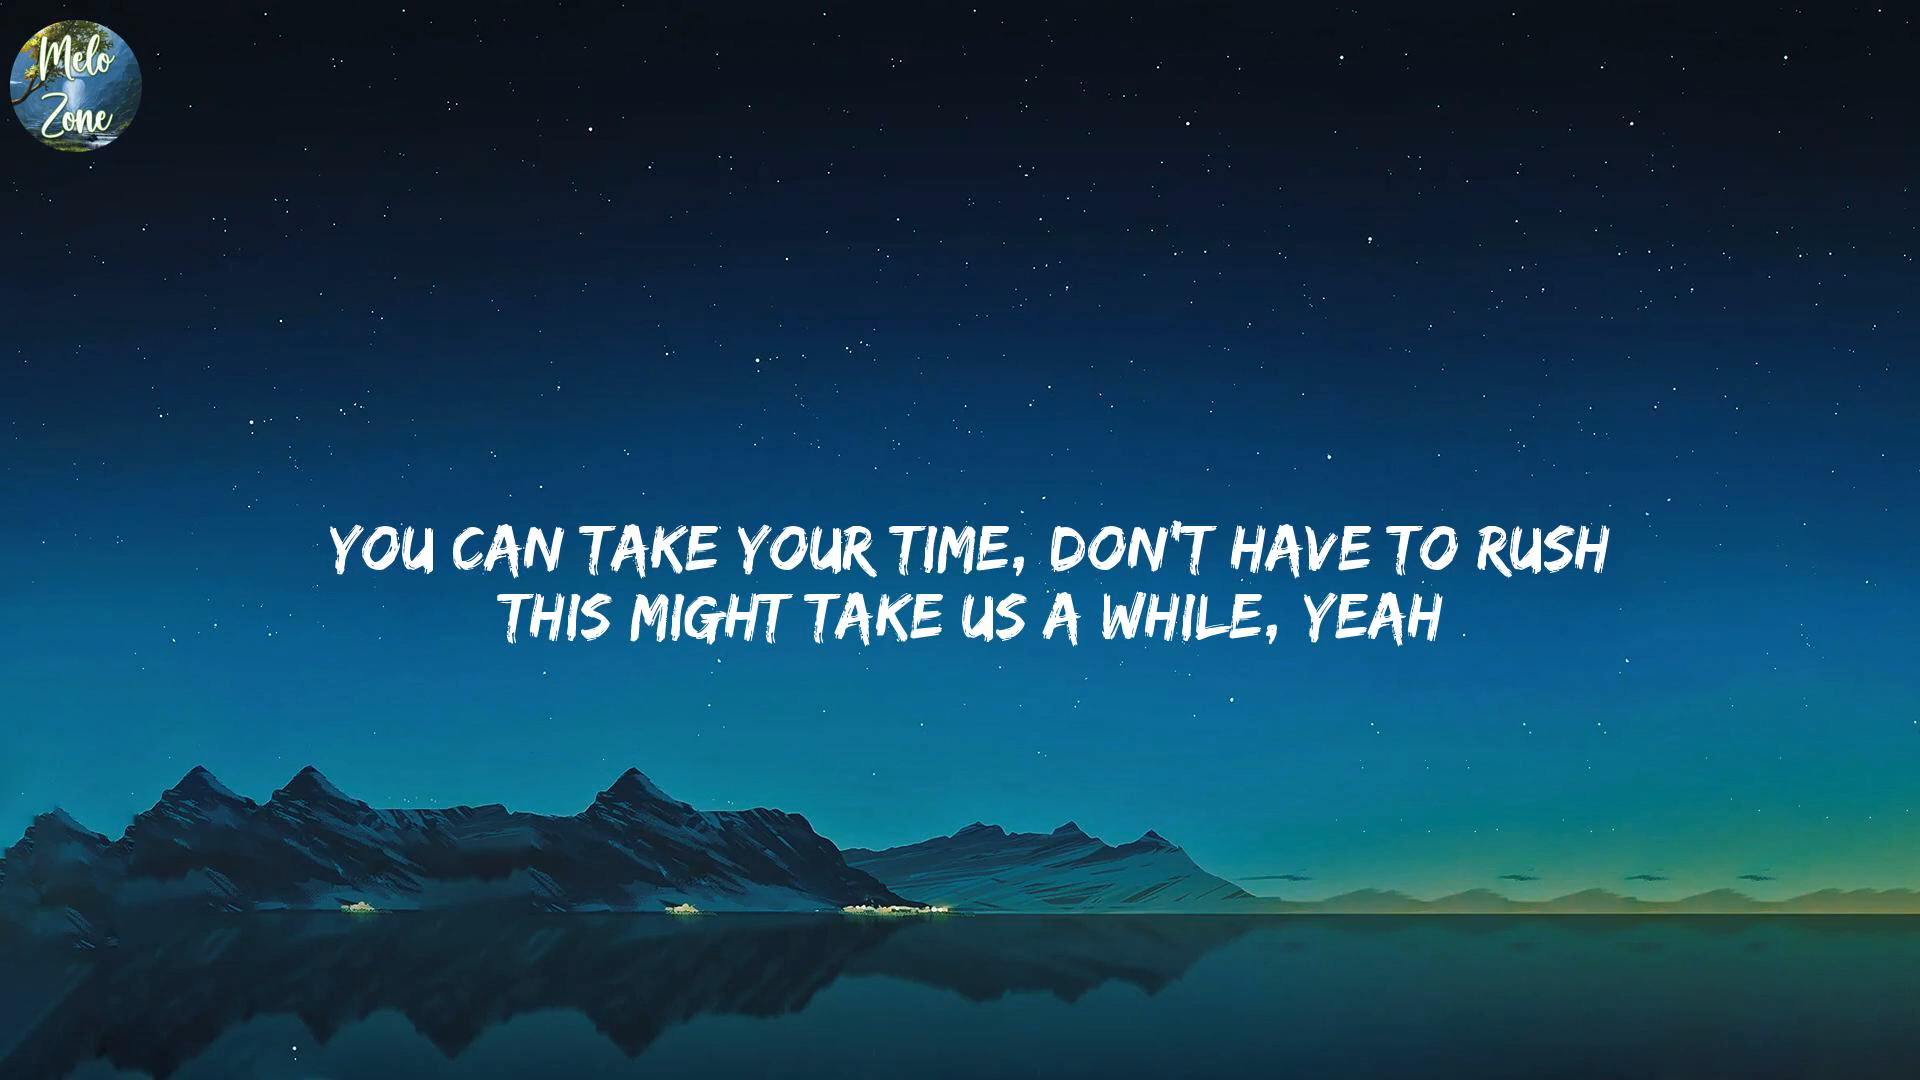 Melo
Zone
YOU CAN TAKE YOUR TIME, DON'T HAVE TO RUSH
THIS MIGHT TAKE US A WHILE, YEAH